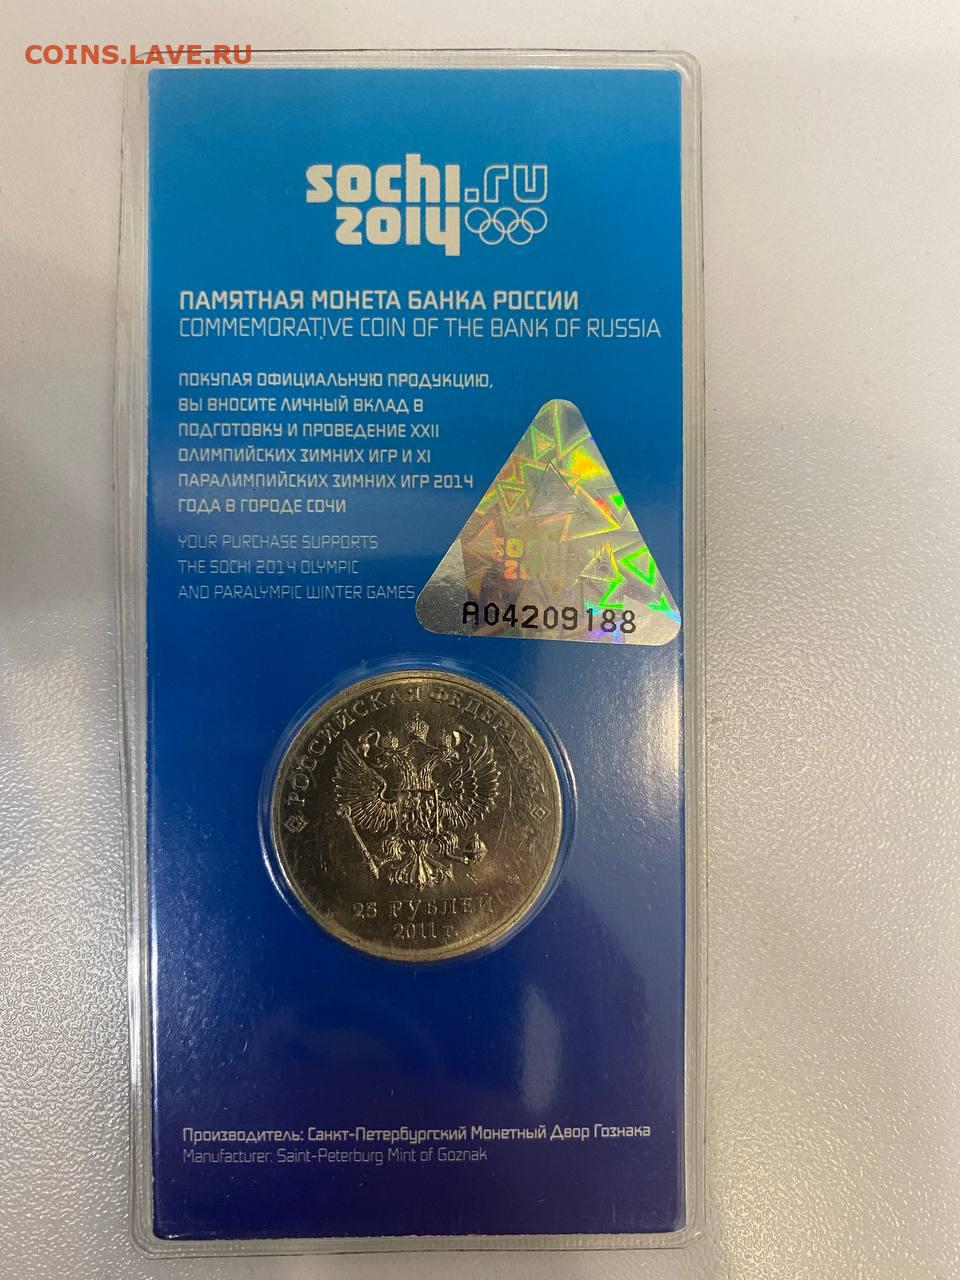 COINS.LAVE.RU
sochi.ru
2014
ПАМЯТНАЯ МОНЕТА БАНКА РОССИИ
COMMEMORATIVE COIN OF THE BANK OF RUSSIA
ПОКУПАЯ ОФИЦИАЛЬНУЮ ПРОДУКЦИЮ,
ВЫ ВНОСИТЕ ЛИЧНЫЙ ВКЛАД В
ПОДГОТОВКУ И ПРОВЕДЕНИЕ XXII
ОЛИМПИЙСКИХ ЗИМНИХ ИГР И XI
ПАРАЛИМПИЙСКИХ ЗИМНИХ ИГР 2014
ГОДА В ГОРОДЕ СОЧИ
YOUR PURCHASE SUPPORTS
THE SOCHI 2014 OLYMPIC
AND PARALYMPIC WINTER GAMES
A04209188
РОССИЙСКАЯ ФЕДЕРАЦИЯ
25 РУБЛЕЙ
2011 г.
Производитель: Санкт-Петербургский Монетный Двор Гознака
Manufacturer: Saint-Peterburg Mint of Goznak